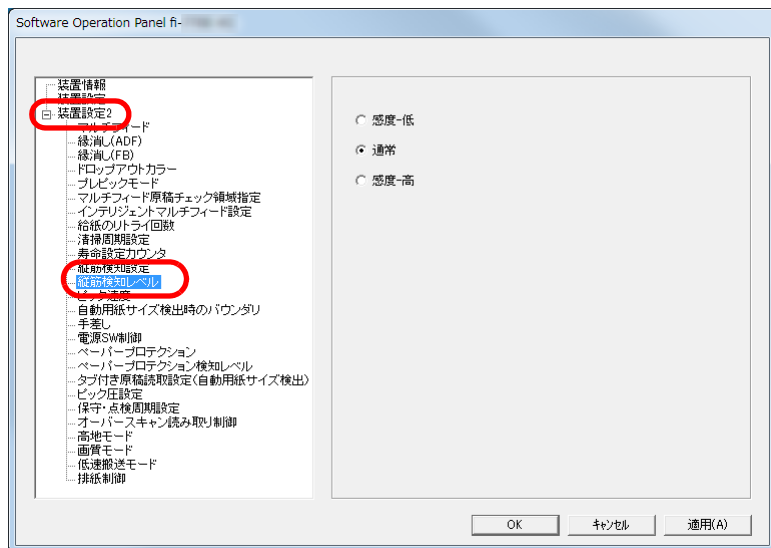 Software Operation Panel fi-
装置情報
装置設定
装置設定2
マルチフィード
縁消し(ADF)
縁消し(FB)
ドロップアウトカラー
プレピックモード
マルチフィード原稿チェック領域指定
インテリジェントマルチフィード設定
給紙のリトライ回数
清掃周期設定
寿命設定カウンタ
縦筋検知設定
縦筋検知レベル
ピック速度
自動用紙サイズ検出時のバウンダリ
手差し
電源SW制御
ペーパープロテクション
ペーパープロテクション検知レベル
タブ付き原稿読取設定(自動用紙サイズ検出)
ピック圧設定
保守・点検周期設定
オーバースキャン読み取り制御
高地モード
画質モード
低速搬送モード
排紙制御
感度-低
通常
感度-高
OK キャンセル 適用(A)